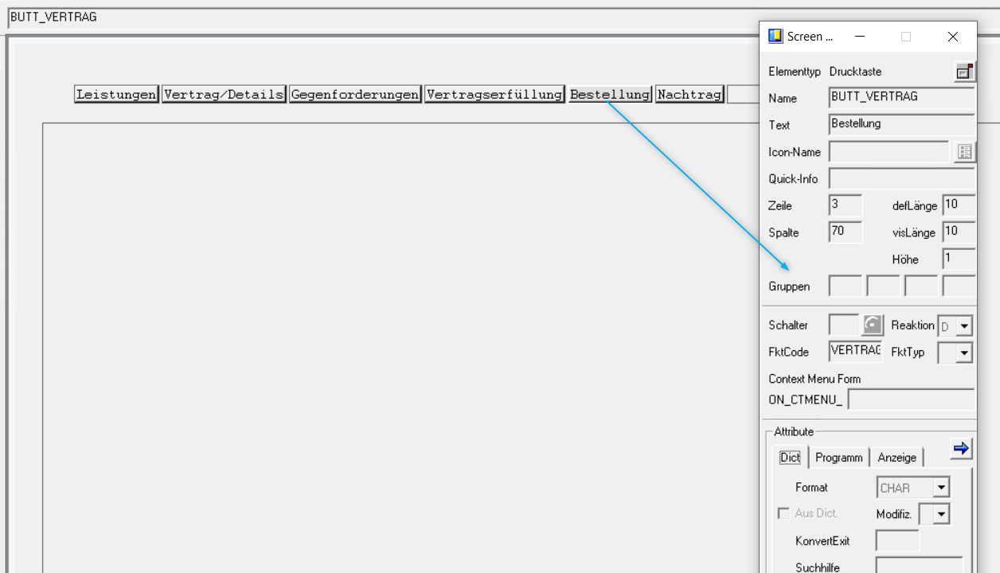 BUTT_VERTRAG
Leistungen Vertrag/Details Gegenforderungen Vertragserfüllung Bestellung Nachtrag
Screen ...
Elementtyp Drucktaste
Name BUTT_VERTRAG
Text Bestellung
Icon-Name
Quick-Info
Zeile 3 defLänge 10
Spalte 70 visLänge 10
Höhe 1
Gruppen
Schalter Reaktion D
FktCode VERTRAG FktTyp
Context Menu Form
ON_CTMENU_
Attribute
Dict Programm Anzeige
Format CHAR
Aus Dict. Modifiz.
KonvertExit
Suchhilfe